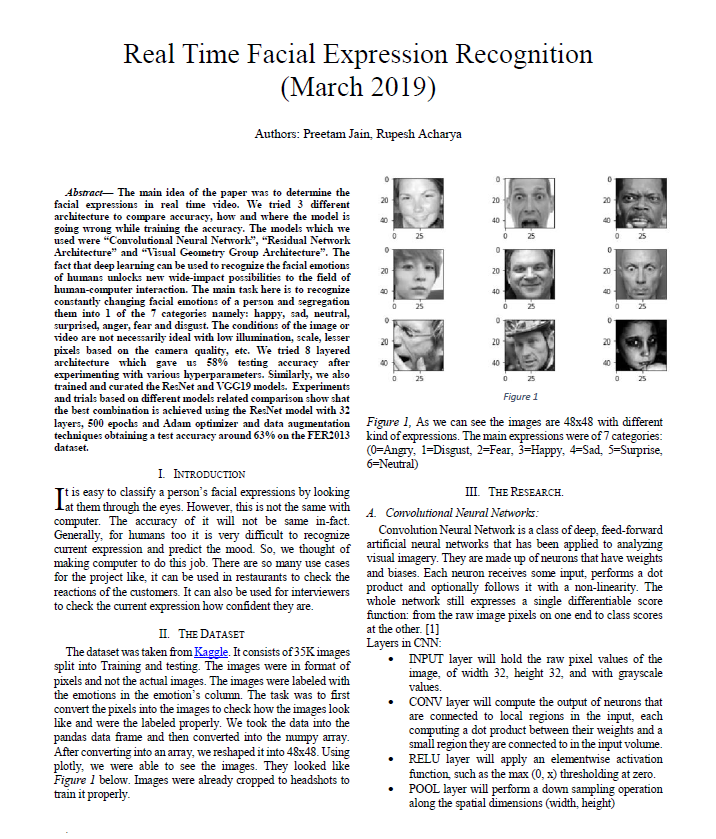 Real Time Facial Expression Recognition
(March 2019)
Authors: Preetam Jain, Rupesh Acharya
Abstract— The main idea of the paper was to determine the
facial expressions in real time video. We tried 3 different
architecture to compare accuracy, how and where the model is
going wrong while training the accuracy. The models which we
used were “Convolutional Neural Network”, “Residual Network
Architecture” and “Visual Geometry Group Architecture”. The
fact that deep learning can be used to recognize the facial emotions
of humans unlocks new wide-impact possibilities to the field of
human-computer interaction. The main task here is to recognize
constantly changing facial emotions of a person and segregation
them into 1 of the 7 categories namely: happy, sad, neutral,
surprised, anger, fear and disgust. The conditions of the image or
video are not necessarily ideal with low illumination, scale, lesser
pixels based on the camera quality, etc. We tried 8 layered
architecture which gave us 58% testing accuracy after
experimenting with various hyperparameters. Similarly, we also
trained and curated the ResNet and VGG19 models. Experiments
and trials based on different models related comparison show shat
the best combination is achieved using the ResNet model with 32
layers, 500 epochs and Adam optimizer and data augmentation
techniques obtaining a test accuracy around 63% on the FER2013
dataset.
I. INTRODUCTION
It is easy to classify a person’s facial expressions by looking
at them through the eyes. However, this is not the same with
computer. The accuracy of it will not be same in-fact.
Generally, for humans too it is very difficult to recognize
current expression and predict the mood. So, we thought of
making computer to do this job. There are so many use cases
for the project like, it can be used in restaurants to check the
reactions of the customers. It can also be used for interviewers
to check the current expression how confident they are.
II. THE DATASET
The dataset was taken from Kaggle. It consists of 35K images
split into Training and testing. The images were in format of
pixels and not the actual images. The images were labeled with
the emotions in the emotion’s column. The task was to first
convert the pixels into the images to check how the images look
like and were the labeled properly. We took the data into the
pandas data frame and then converted into the numpy array.
After converting into an array, we reshaped it into 48x48. Using
plotly, we were able to see the images. They looked like
Figure 1 below. Images were already cropped to headshots to
train it properly.
0 0 0
20 20 20
40 40 40
0 25 0 25 0 25
0 0 0
20 20 20
40 40 40
0 25 0 25 0 25
0 0 0
20 20 20
40 40 40
0 25 0 25 0 25
Figure 1
Figure 1, As we can see the images are 48x48 with different
kind of expressions. The main expressions were of 7 categories:
(0=Angry, 1=Disgust, 2=Fear, 3=Happy, 4=Sad, 5=Surprise,
6=Neutral)
III. THE RESEARCH.
A. Convolutional Neural Networks:
Convolution Neural Network is a class of deep, feed-forward
artificial neural networks that has been applied to analyzing
visual imagery. They are made up of neurons that have weights
and biases. Each neuron receives some input, performs a dot
product and optionally follows it with a non-linearity. The
whole network still expresses a single differentiable score
function: from the raw image pixels on one end to class scores
at the other. [1]
Layers in CNN:
• INPUT layer will hold the raw pixel values of the
image, of width 32, height 32, and with grayscale
values.
• CONV layer will compute the output of neurons that
are connected to local regions in the input, each
computing a dot product between their weights and a
small region they are connected to in the input volume.
• RELU layer will apply an elementwise activation
function, such as the max (0, x) thresholding at zero.
• POOL layer will perform a down sampling operation
along the spatial dimensions (width, height)